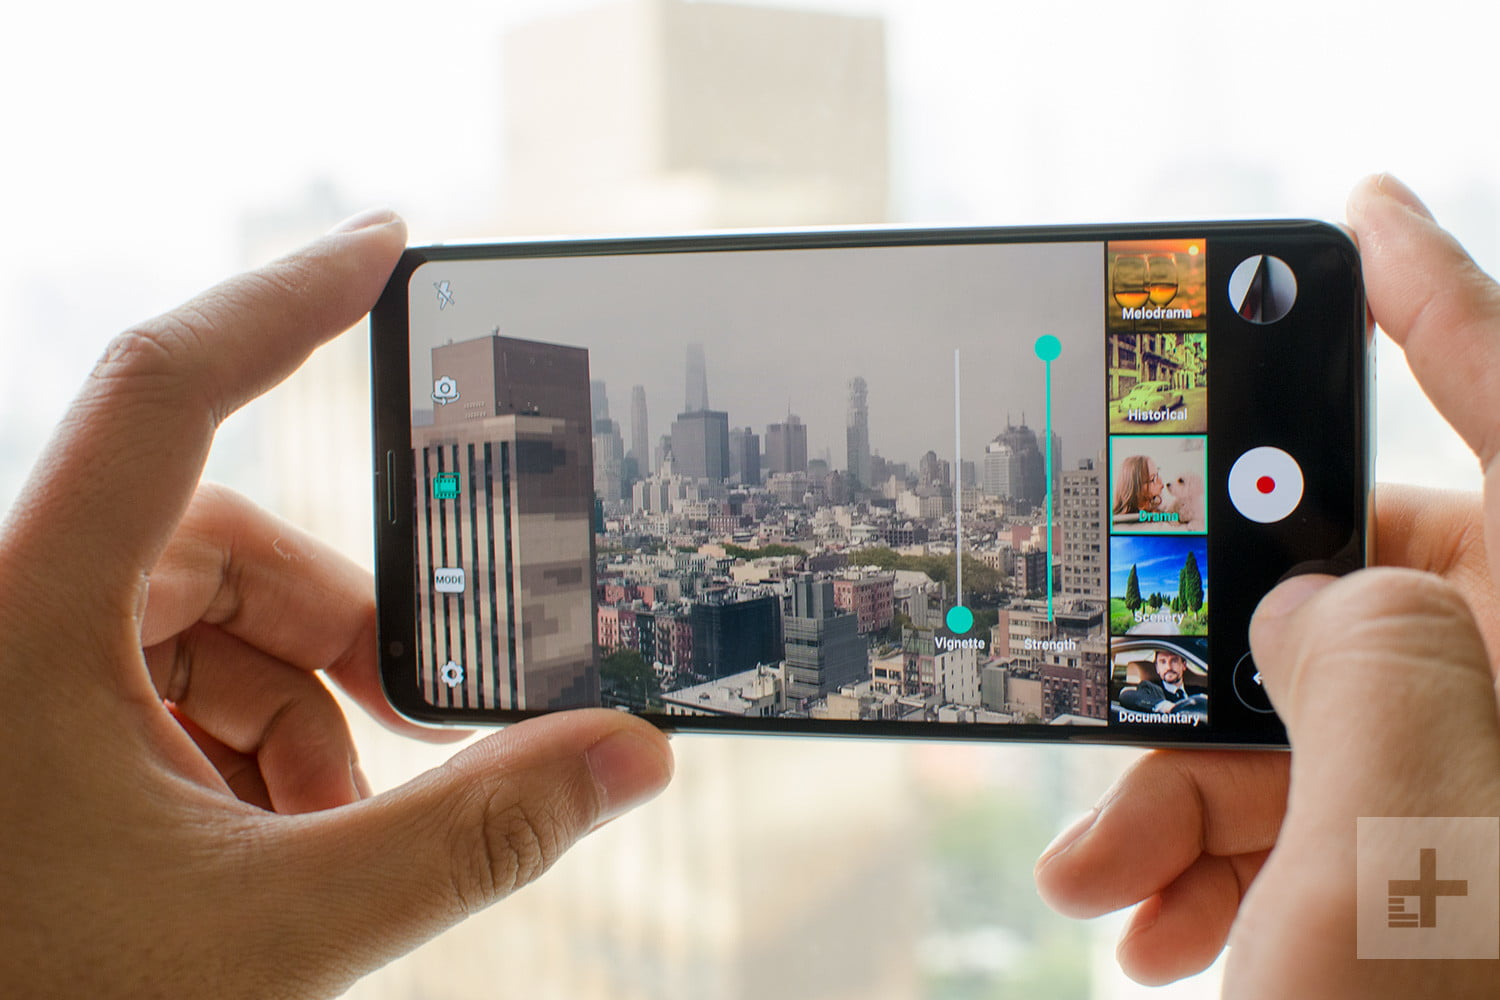 Melodrama
Historical
Drama
MODE
Scenery
Vignette
Strength
Documentary